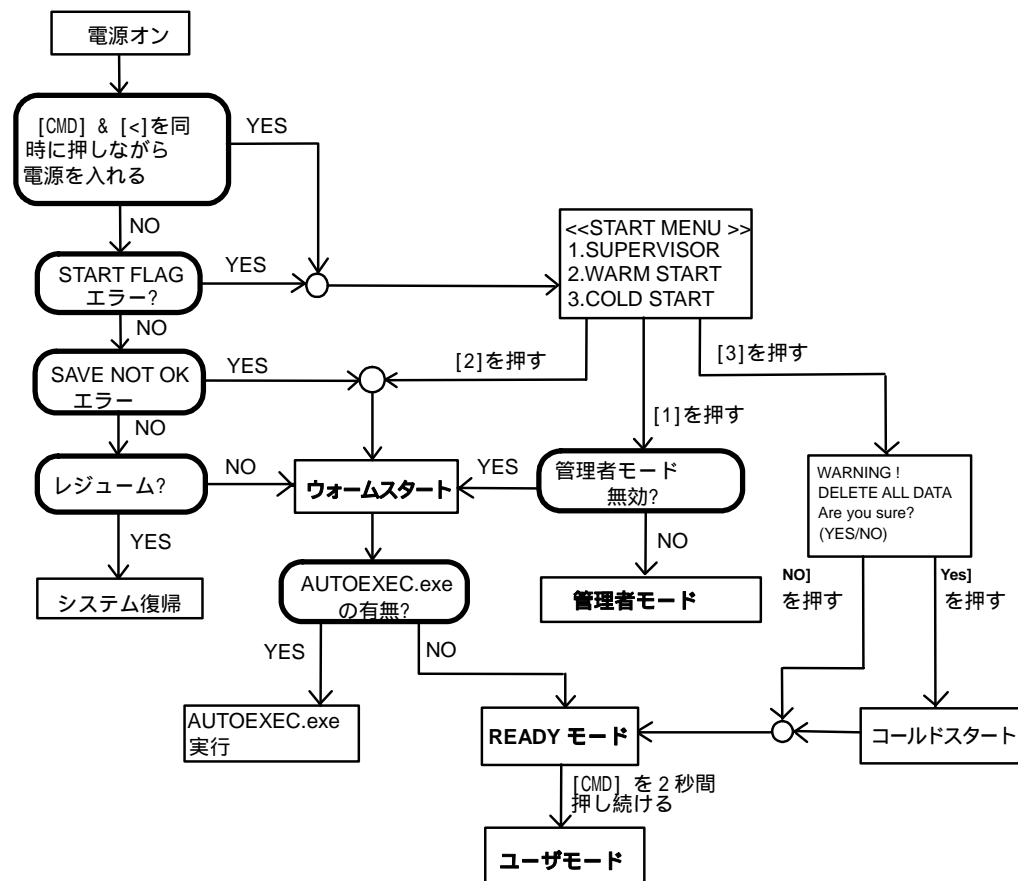 電源オン
[CMD] & [<]を同
時に押しながら
電源を入れる
YES
NO
START FLAG
エラー?
YES
NO
<<START MENU >>
1.SUPERVISOR
2.WARM START
3.COLD START
SAVE NOT OK
エラー
YES
NO
[2]を押す
[1]を押す
[3]を押す
レジューム?
NO
YES
ウォームスタート
YES
管理者モード
無効?
NO
WARNING !
DELETE ALL DATA
Are you sure?
(YES/NO)
システム復帰
AUTOEXEC.exe
の有無?
YES
NO
管理者モード
NO]
を押す
Yes]
を押す
AUTOEXEC.exe
実行
READY モード
コールドスタート
[CMD] を2秒間
押し続ける
ユーザモード